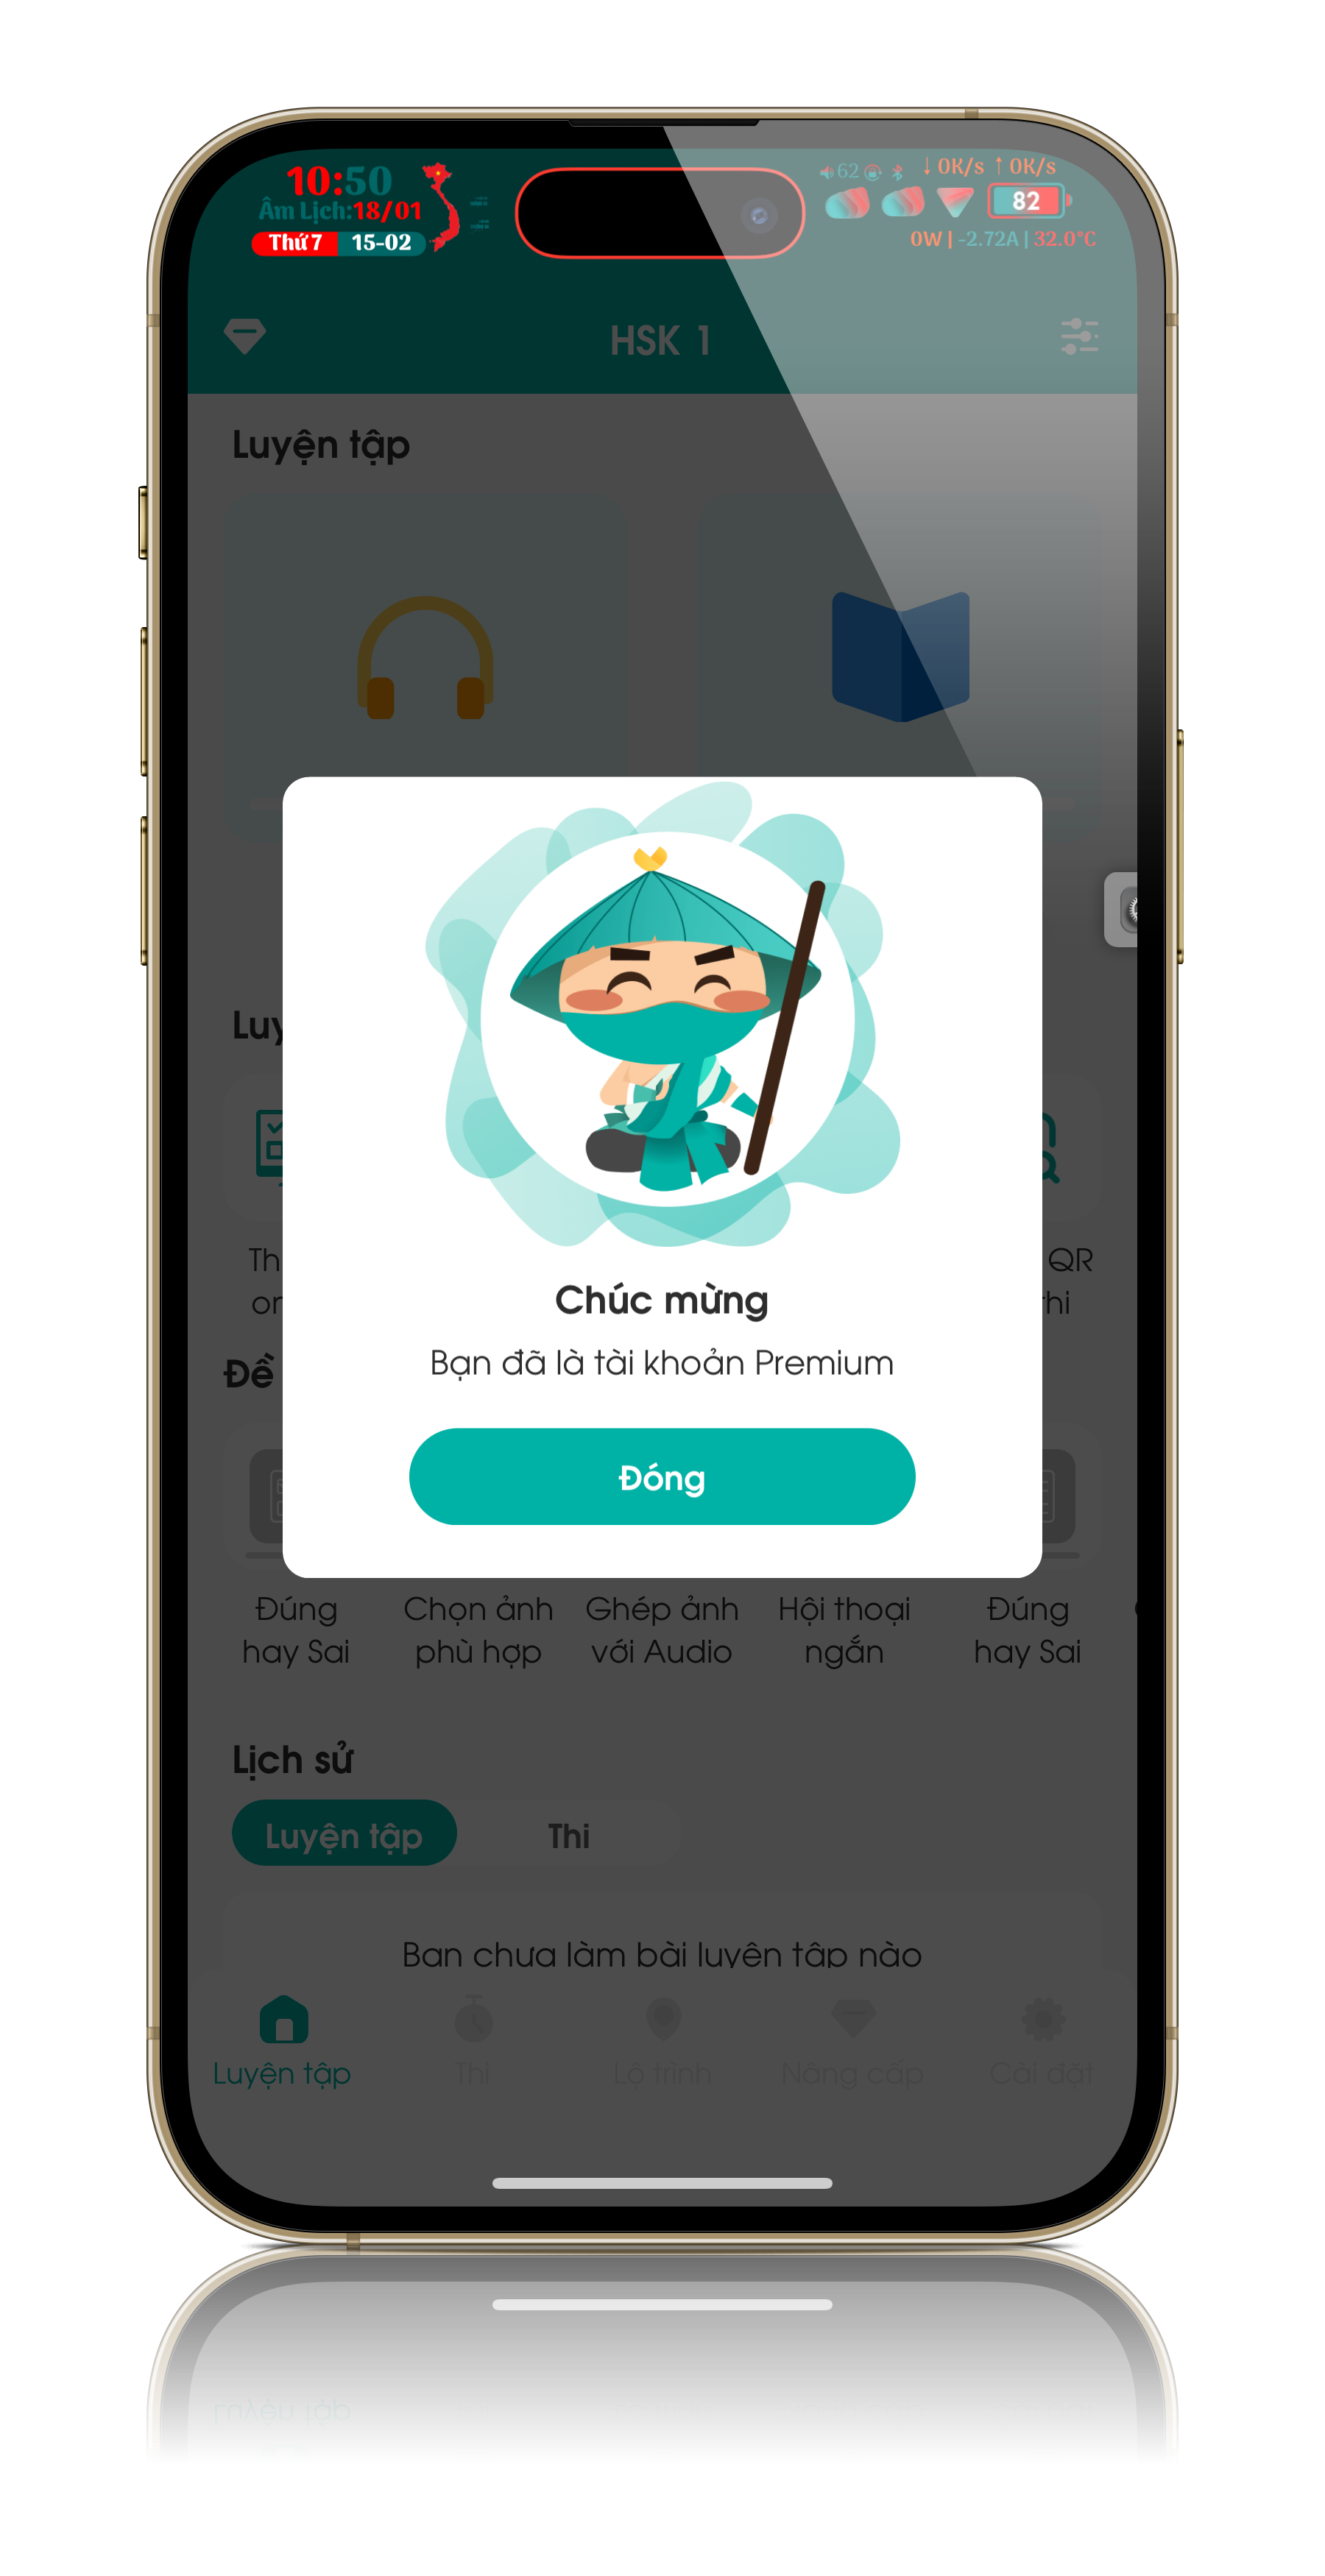 10:50
Âm Lịch:18/01
Thứ 7 15-02
62
↓ 0K/s ↑ 0K/s
82
0W | -2.72A | 32.0°C
HSK 1
Luyện tập
Luy
Th
QR
on
thi
Đề
Chúc mừng
Bạn đã là tài khoản Premium
Đóng
Đúng
hay Sai
Chọn ảnh
phù hợp
Ghép ảnh
với Audio
Hội thoại
ngắn
Đúng
hay Sai
Lịch sử
Luyện tập
Thi
Bạn chưa làm bài luyện tập nào
Luyện tập
Thi
Lộ trình
Nâng cấp
Cài đặt